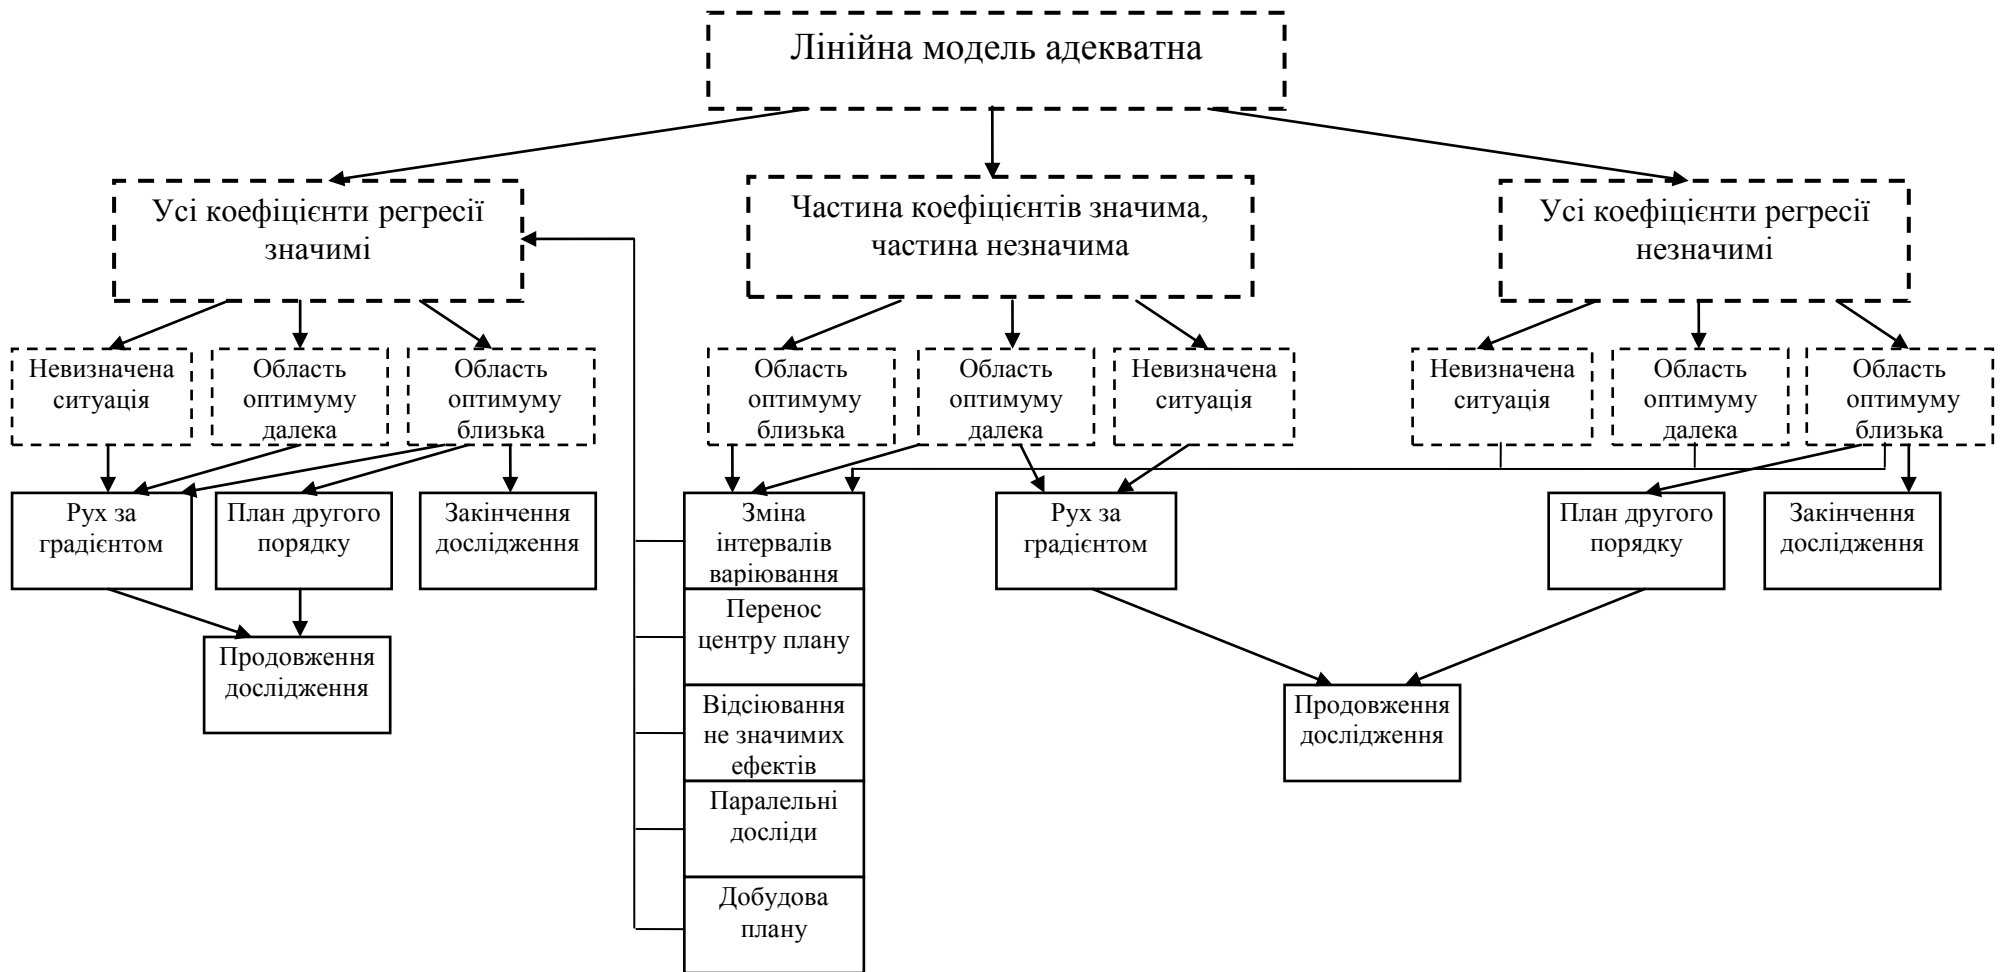 Лінійна модель адекватна
Усі коефіцієнти регресії
значимі
Частина коефіцієнтів значима,
частина незначима
Усі коефіцієнти регресії
незначимі
Невизначена
ситуація
Область
оптимуму
далека
Область
оптимуму
близька
Область
оптимуму
близька
Область
оптимуму
далека
Невизначена
ситуація
Невизначена
ситуація
Область
оптимуму
далека
Область
оптимуму
близька
Рух за
градієнтом
План другого
порядку
Закінчення
дослідження
Зміна
інтервалів
варіювання
Рух за
градієнтом
План другого
порядку
Закінчення
дослідження
Перенос
центру плану
Продовження
дослідження
Відсіювання
не значимих
ефектів
Продовження
дослідження
Паралельні
досліди
Добудова
плану